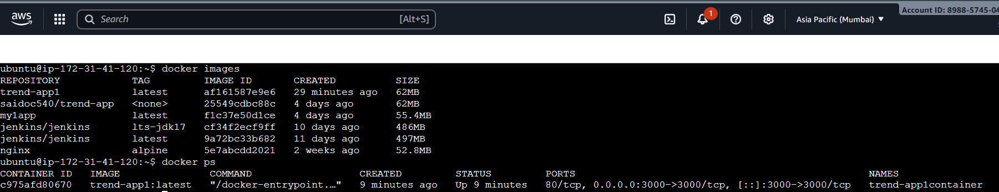 aws
Search [Alt+S]
1
Asia Pacific (Mumbai) ▼
Account ID: 8988-5745-04
ubuntu@ip-172-31-41-120:~$ docker images
REPOSITORY TAG IMAGE ID CREATED SIZE
trend-app1 latest af161587e9e6 29 minutes ago 62MB
saidoc540/trend-app <none> 25549cdbc88c 4 days ago 62MB
my1app latest f1c37e50d1ce 4 days ago 55.4MB
jenkins/jenkins lts-jdk17 cf34f2ecf9ff 10 days ago 486MB
jenkins/jenkins latest 9a72bc33b682 11 days ago 497MB
nginx alpine 5e7abcdd2021 2 weeks ago 52.8MB
ubuntu@ip-172-31-41-120:~$ docker ps
CONTAINER ID IMAGE COMMAND CREATED STATUS PORTS NAMES
c975afd80670 trend-app1:latest "/docker-entrypoint.…" 9 minutes ago Up 9 minutes 80/tcp, 0.0.0.0:3000->3000/tcp, [::]:3000->3000/tcp trend-app1container